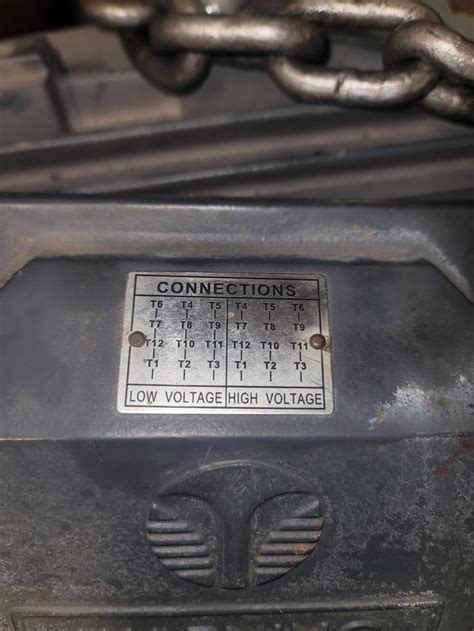 CONNECTIONS
T6 T4 T5 T4 T5 T6
T7 T8 T9 T7 T8 T9
T12 T10 T11 T12 T10 T11
T1 T2 T3 T1 T2 T3
LOW VOLTAGE HIGH VOLTAGE